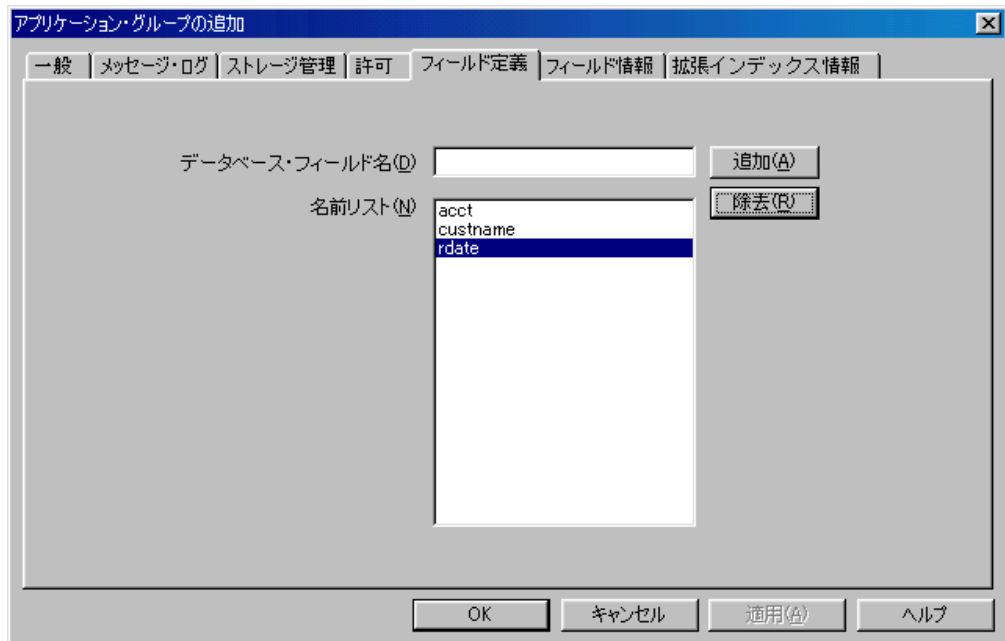 アプリケーション・グループの追加
一般 メッセージ・ログ ストレージ管理 許可 フィールド定義 フィールド情報 拡張インデックス情報
データベース・フィールド名(D) 追加(A)
名前リスト(N) 除去(R)
acct
custname
rdate
OK キャンセル 適用(A) ヘルプ